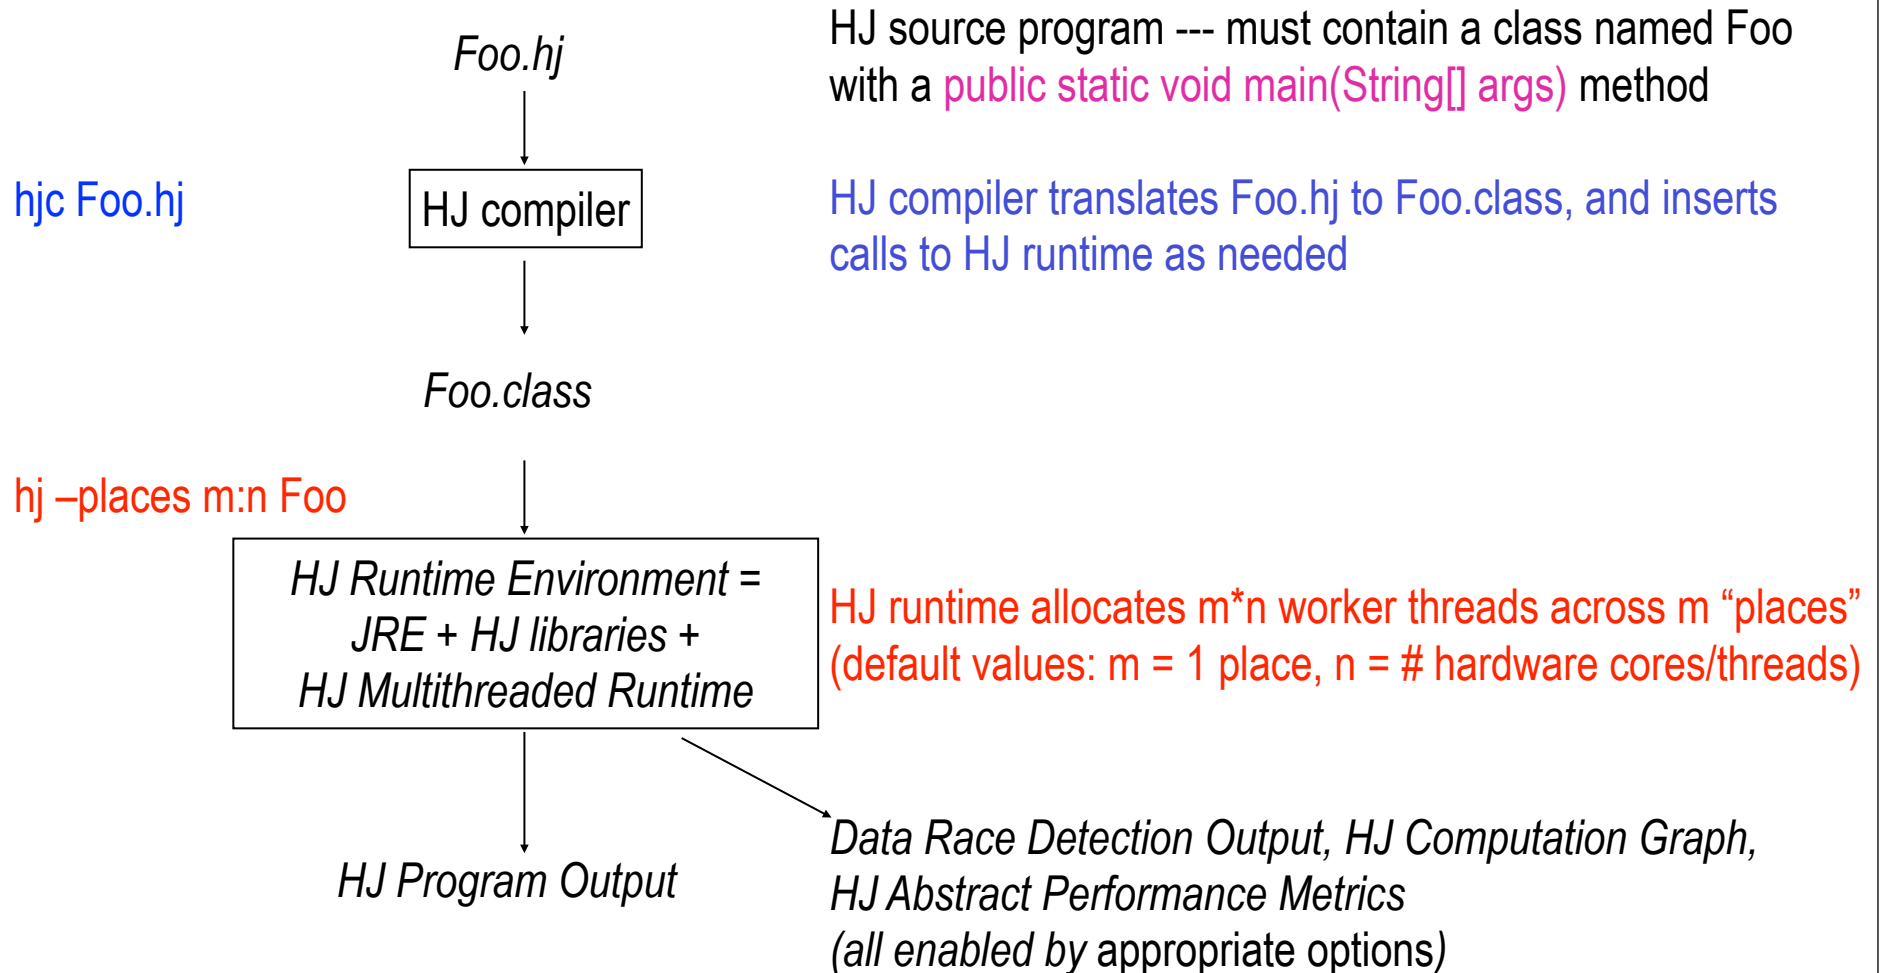 Foo.hj
HJ source program --- must contain a class named Foo
with a public static void main(String[] args) method
hjc Foo.hj
HJ compiler
HJ compiler translates Foo.hj to Foo.class, and inserts
calls to HJ runtime as needed
Foo.class
hj –places m:n Foo
HJ Runtime Environment =
JRE + HJ libraries +
HJ Multithreaded Runtime
HJ runtime allocates m*n worker threads across m “places”
(default values: m = 1 place, n = # hardware cores/threads)
HJ Program Output
Data Race Detection Output, HJ Computation Graph,
HJ Abstract Performance Metrics
(all enabled by appropriate options)